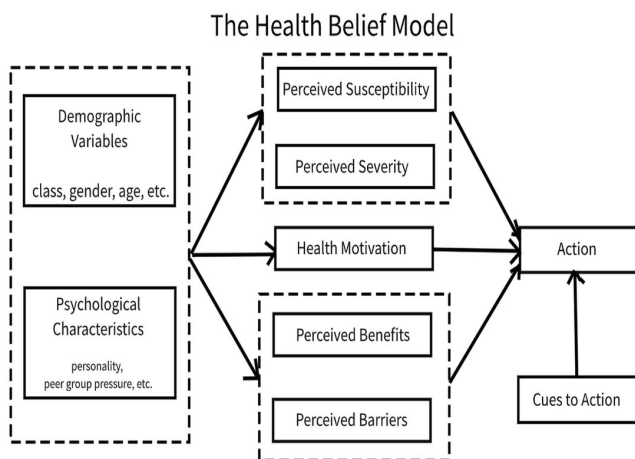 The Health Belief Model
Demographic
Variables
class, gender, age, etc.
Psychological
Characteristics
personality,
peer group pressure, etc.
Perceived Susceptibility
Perceived Severity
Health Motivation
Perceived Benefits
Perceived Barriers
Action
Cues to Action